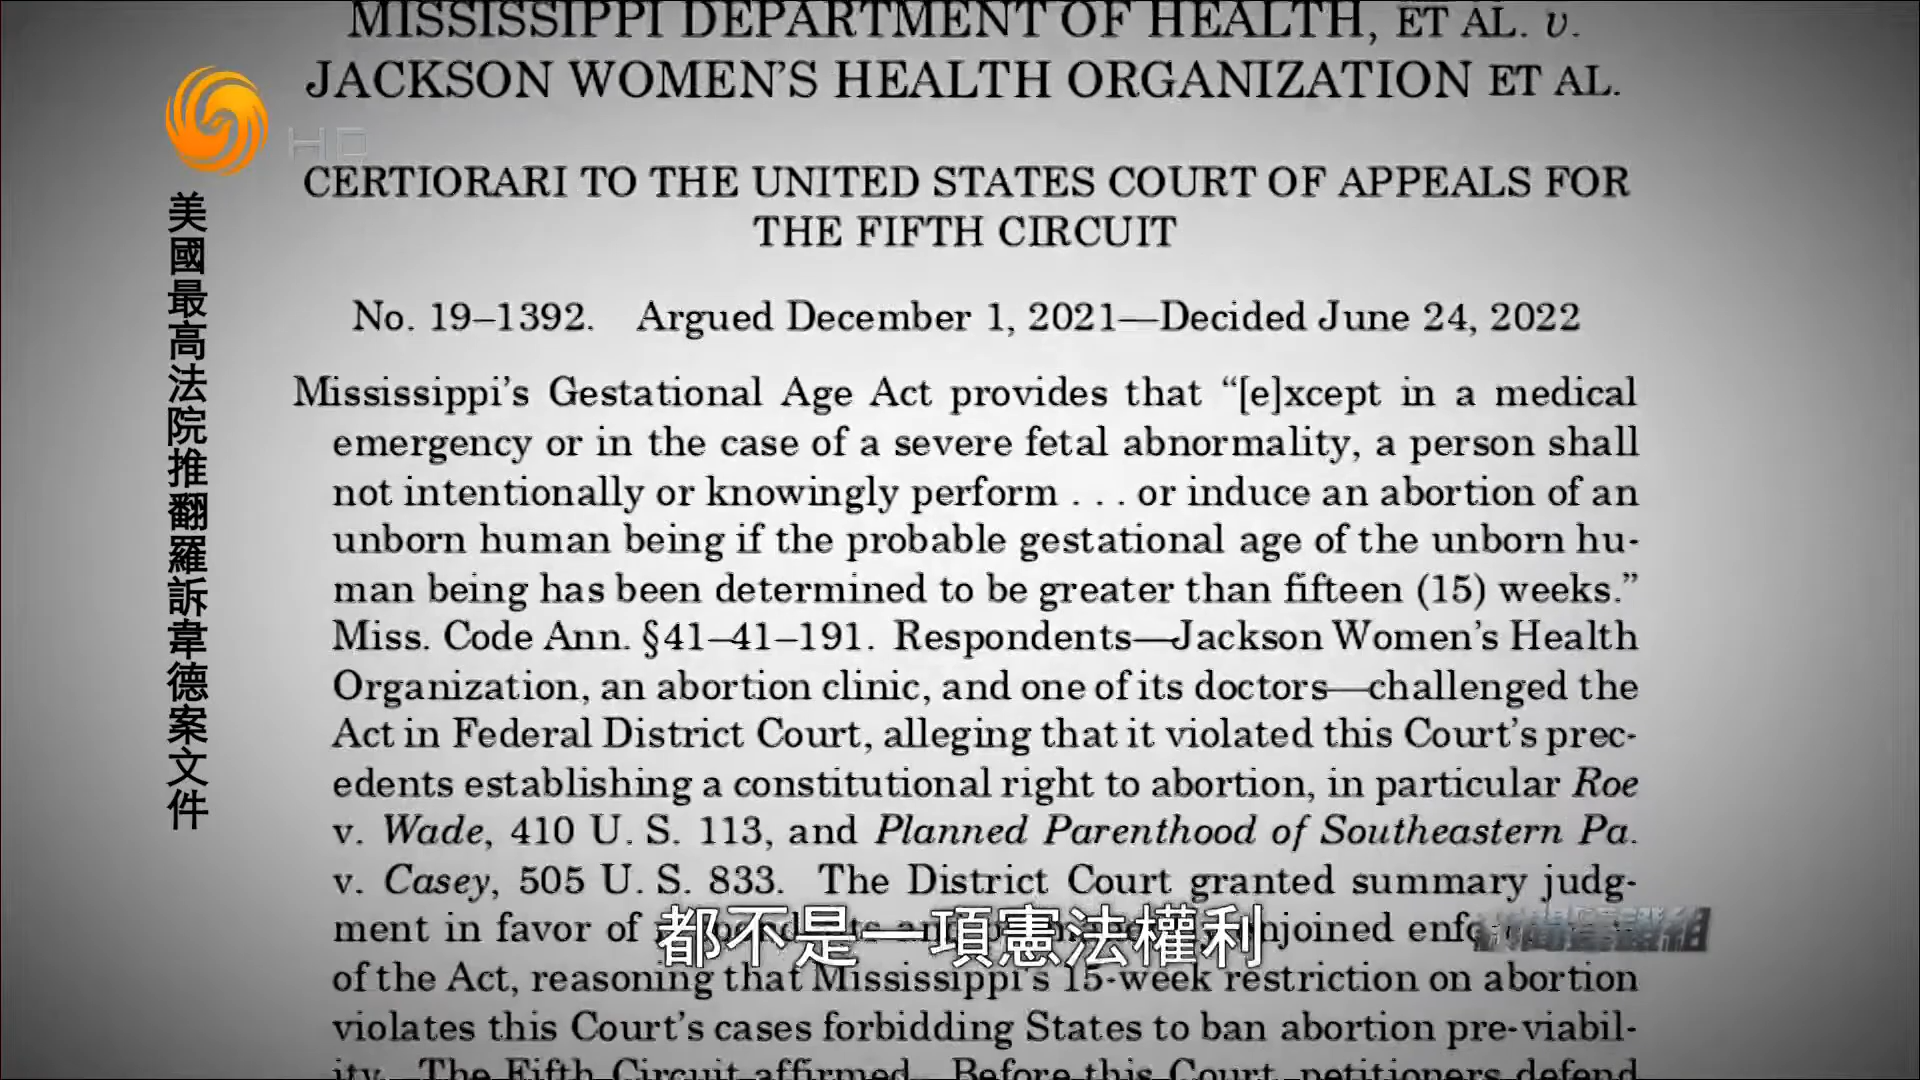 MISSISSIPPI DEPARTMENT OF HEALTH, ET AL. v.
JACKSON WOMEN’S HEALTH ORGANIZATION ET AL.
HD
CERTIORARI TO THE UNITED STATES COURT OF APPEALS FOR
THE FIFTH CIRCUIT
No. 19–1392. Argued December 1, 2021—Decided June 24, 2022
Mississippi’s Gestational Age Act provides that “[e]xcept in a medical
emergency or in the case of a severe fetal abnormality, a person shall
not intentionally or knowingly perform . . . or induce an abortion of an
unborn human being if the probable gestational age of the unborn hu-
man being has been determined to be greater than fifteen (15) weeks.”
Miss. Code Ann. §41–41–191. Respondents—Jackson Women’s Health
Organization, an abortion clinic, and one of its doctors—challenged the
Act in Federal District Court, alleging that it violated this Court’s prec-
edents establishing a constitutional right to abortion, in particular Roe
v. Wade, 410 U. S. 113, and Planned Parenthood of Southeastern Pa.
v. Casey, 505 U. S. 833. The District Court granted summary judg-
ment in favor of
of the Act, reasoning that Mississippi’s 15-week restriction on abortion
violates this Court’s cases forbidding States to ban abortion pre-viabil-
ity. The Fifth Circuit affirmed. Before this Court, petitioners defend
美國最高法院推翻羅訴韋德案文件
都不是一項憲法權利